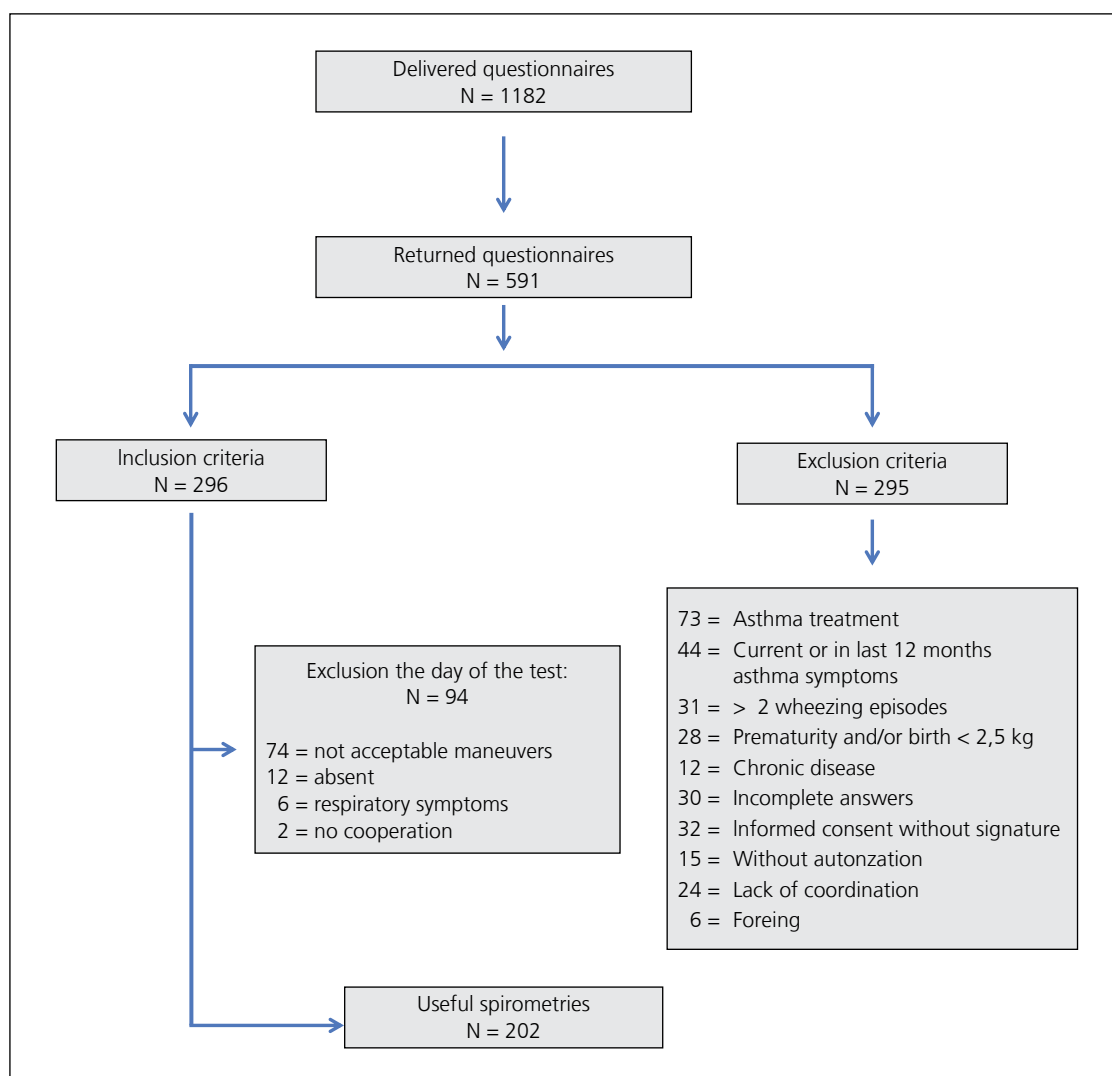 Delivered questionnaires
N = 1182
Returned questionnaires
N = 591
Inclusion criteria
N = 296
Exclusion criteria
N = 295
Exclusion the day of the test:
N = 94
74 = not acceptable maneuvers
12 = absent
6 = respiratory symptoms
2 = no cooperation
73 = Asthma treatment
44 = Current or in last 12 months
asthma symptoms
31 = > 2 wheezing episodes
28 = Prematurity and/or birth < 2,5 kg
12 = Chronic disease
30 = Incomplete answers
32 = Informed consent without signature
15 = Without autonzation
24 = Lack of coordination
6 = Foreing
Useful spirometries
N = 202